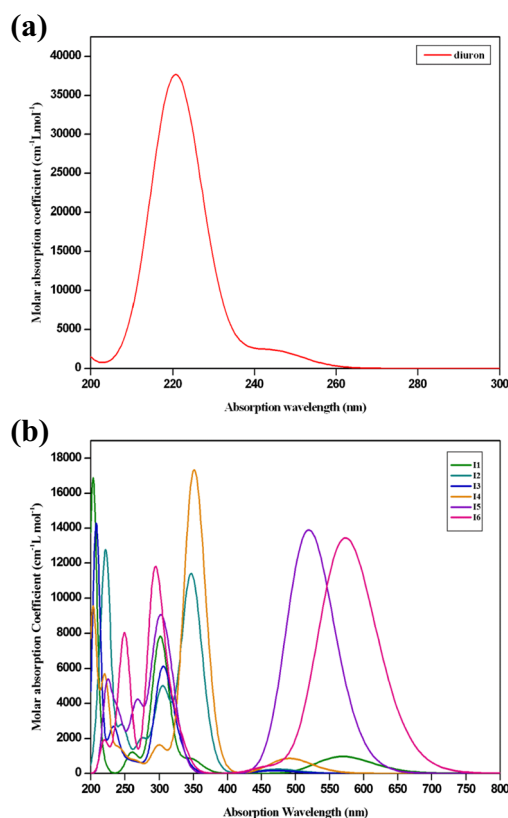 (a)
diuron
Molar absorption coefficient (cm⁻¹Lmol⁻¹)
40000
35000
30000
25000
20000
15000
10000
5000
0
200 220 240 260 280 300
Absorption wavelength (nm)
(b)
I1
I2
I3
I4
I5
I6
Molar absorption Coefficient (cm⁻¹L mol⁻¹)
18000
16000
14000
12000
10000
8000
6000
4000
2000
0
200 250 300 350 400 450 500 550 600 650 700 750 800
Absorption Wavelength (nm)